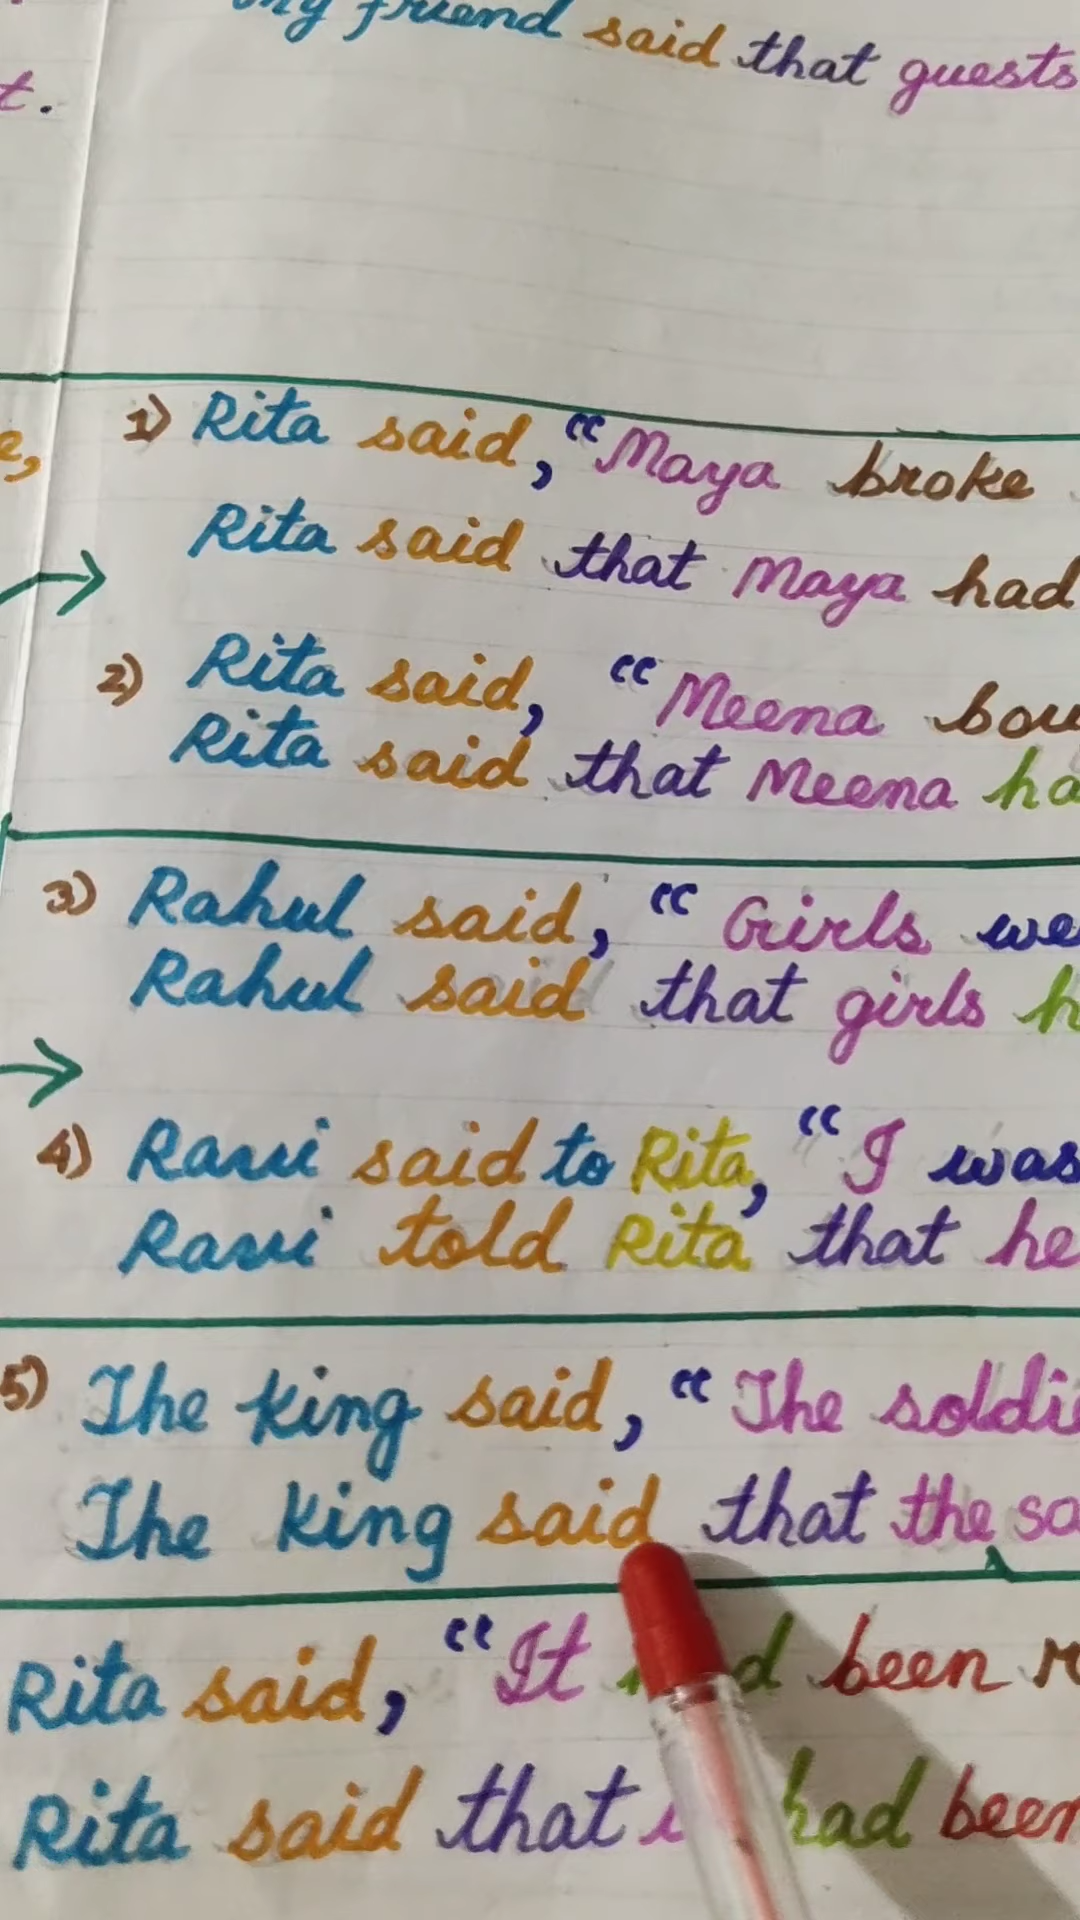 my friend said that guests
t.
1) Rita said, "Maya broke
e,
Rita said that Maya had
2) Rita said, "Meena bou
Rita said that Meena ha
3) Rahul said, "Girls we
Rahul said that girls h
4) Ravi said to Rita, "I was
Ravi told Rita that he
5) The king said, "The soldie
The king said that the so
Rita said, "It had been r
Rita said that i had been